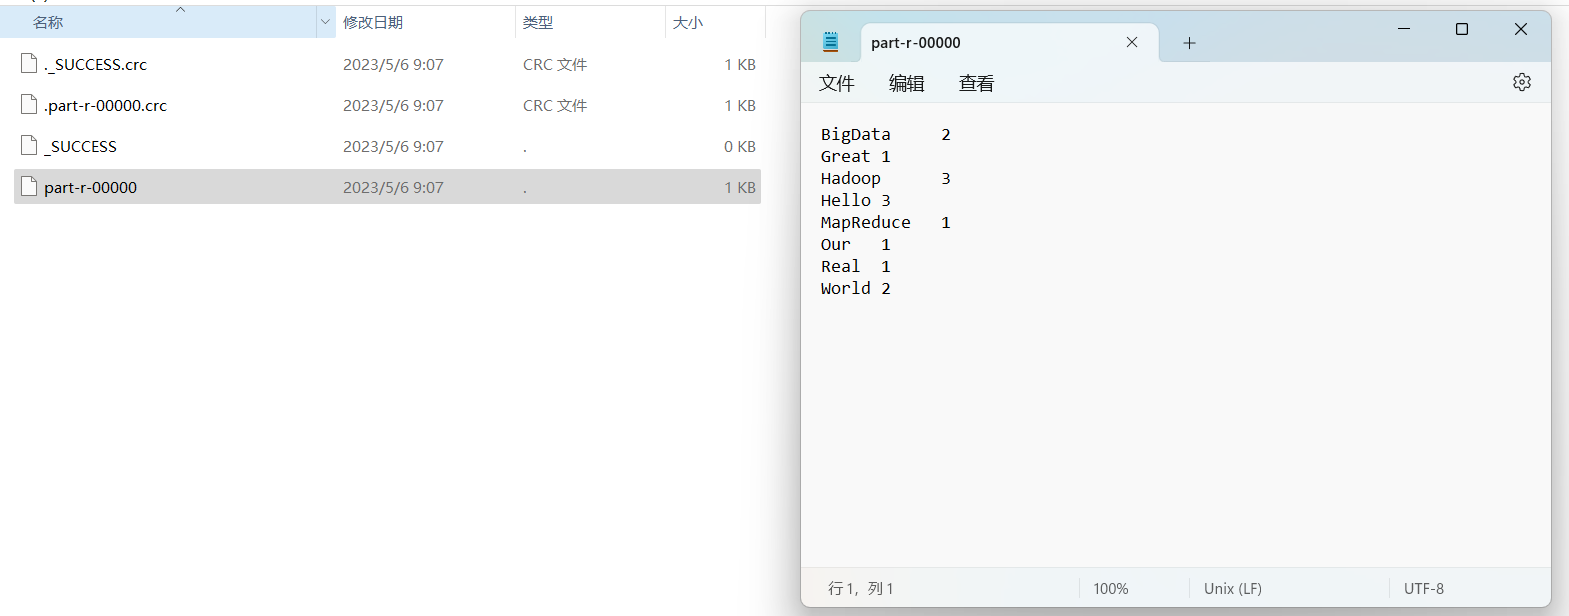 名称 修改日期 类型 大小
._SUCCESS.crc 2023/5/6 9:07 CRC 文件 1 KB
.part-r-00000.crc 2023/5/6 9:07 CRC 文件 1 KB
_SUCCESS 2023/5/6 9:07 . 0 KB
part-r-00000 2023/5/6 9:07 . 1 KB
part-r-00000
文件 编辑 查看
BigData 2
Great 1
Hadoop 3
Hello 3
MapReduce 1
Our 1
Real 1
World 2
行 1，列 1 100% Unix (LF) UTF-8